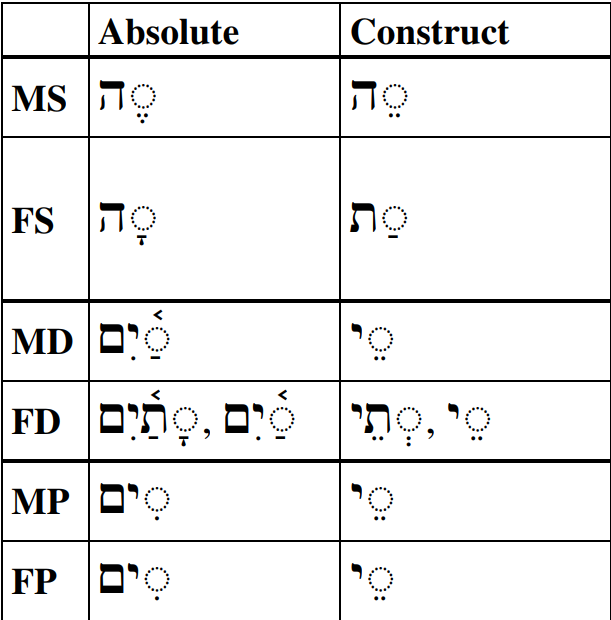 Absolute Construct
MS ◌ֶה ◌ֵה
FS ◌ָה ◌ַת
MD ◌ַ֫יִם ◌ֵי
FD ◌ַ֫יִם, ◌ָתַ֫יִם ◌ֵי, ◌ְתֵי
MP ◌ִים ◌ֵי
FP ◌ִים ◌ֵי